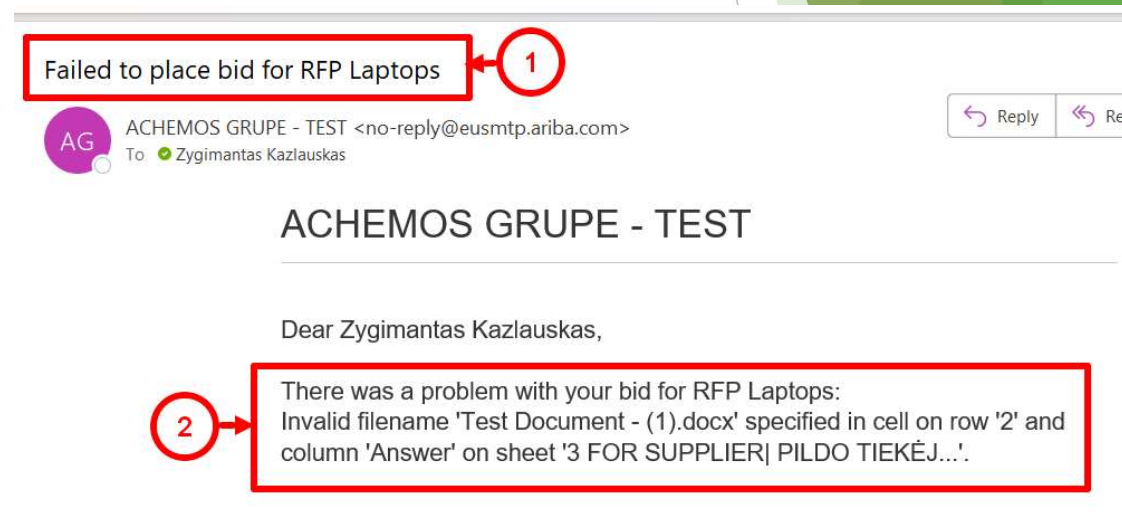 Failed to place bid for RFP Laptops
1
AG
ACHEMOS GRUPE - TEST <no-reply@eusmtp.ariba.com>
To Zygimantas Kazlauskas
Reply
Re
ACHEMOS GRUPE - TEST
Dear Zygimantas Kazlauskas,
2
There was a problem with your bid for RFP Laptops:
Invalid filename 'Test Document - (1).docx' specified in cell on row '2' and
column 'Answer' on sheet '3 FOR SUPPLIER| PILDO TIEKĖJ...'.